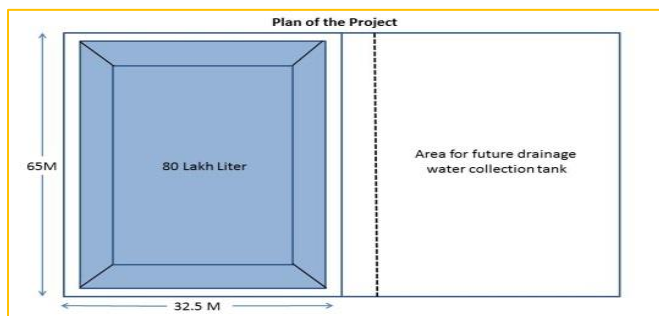 Plan of the Project
65M
80 Lakh Liter
Area for future drainage
water collection tank
32.5 M